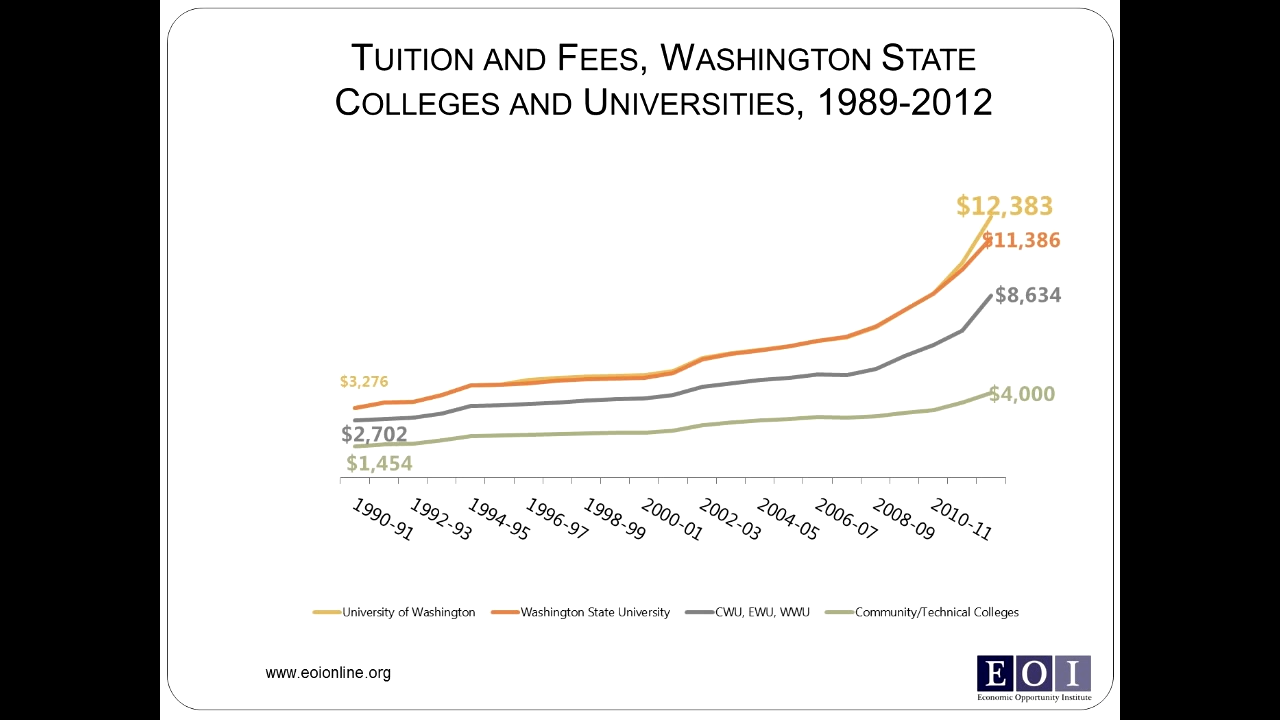 TUITION AND FEES, WASHINGTON STATE
COLLEGES AND UNIVERSITIES, 1989-2012
$12,383
$11,386
$8,634
$3,276
$4,000
$2,702
$1,454
1990-91
1992-93
1994-95
1996-97
1998-99
2000-01
2002-03
2004-05
2006-07
2008-09
2010-11
University of Washington
Washington State University
CWU, EWU, WWU
Community/Technical Colleges
www.eoionline.org
EOI
Economic Opportunity Institute